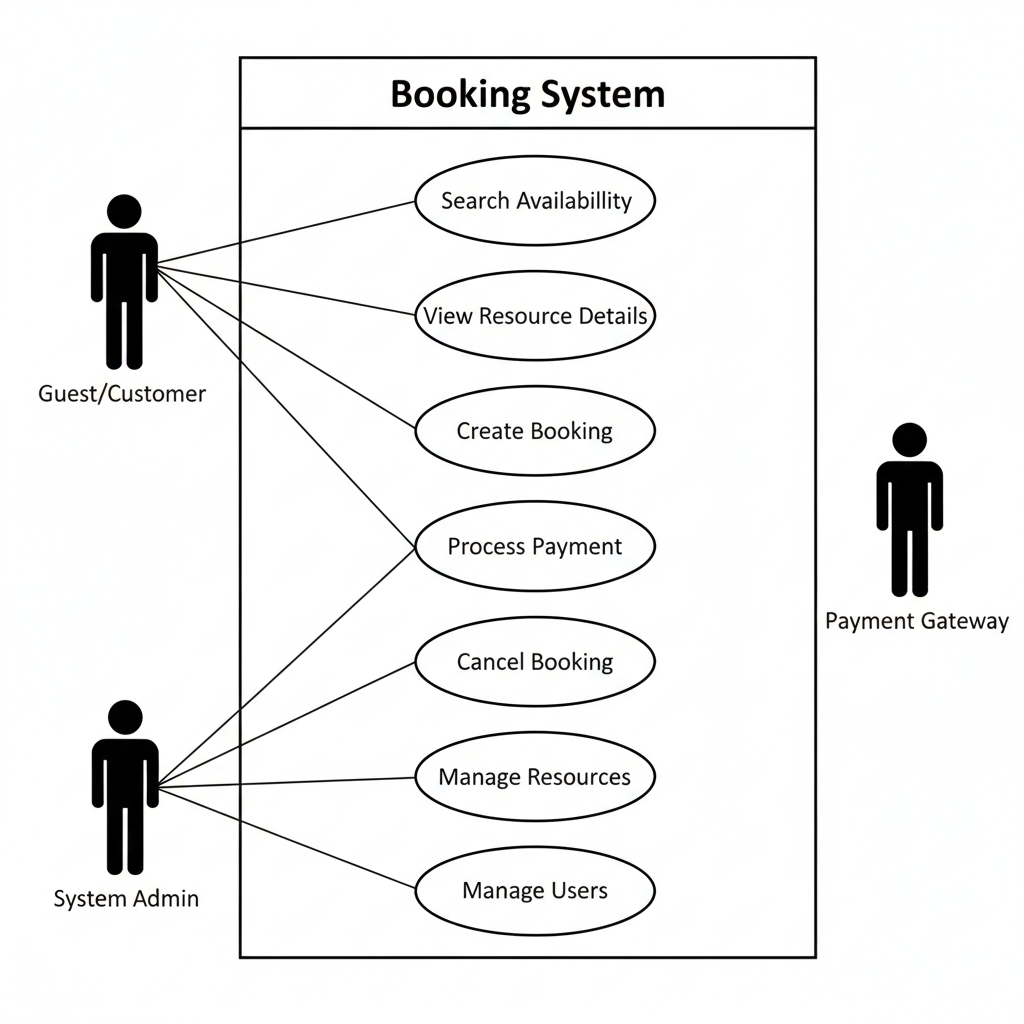 Booking System
Search Availabillity
View Resource Details
Guest/Customer
Create Booking
Process Payment
Payment Gateway
Cancel Booking
Manage Resources
Manage Users
System Admin